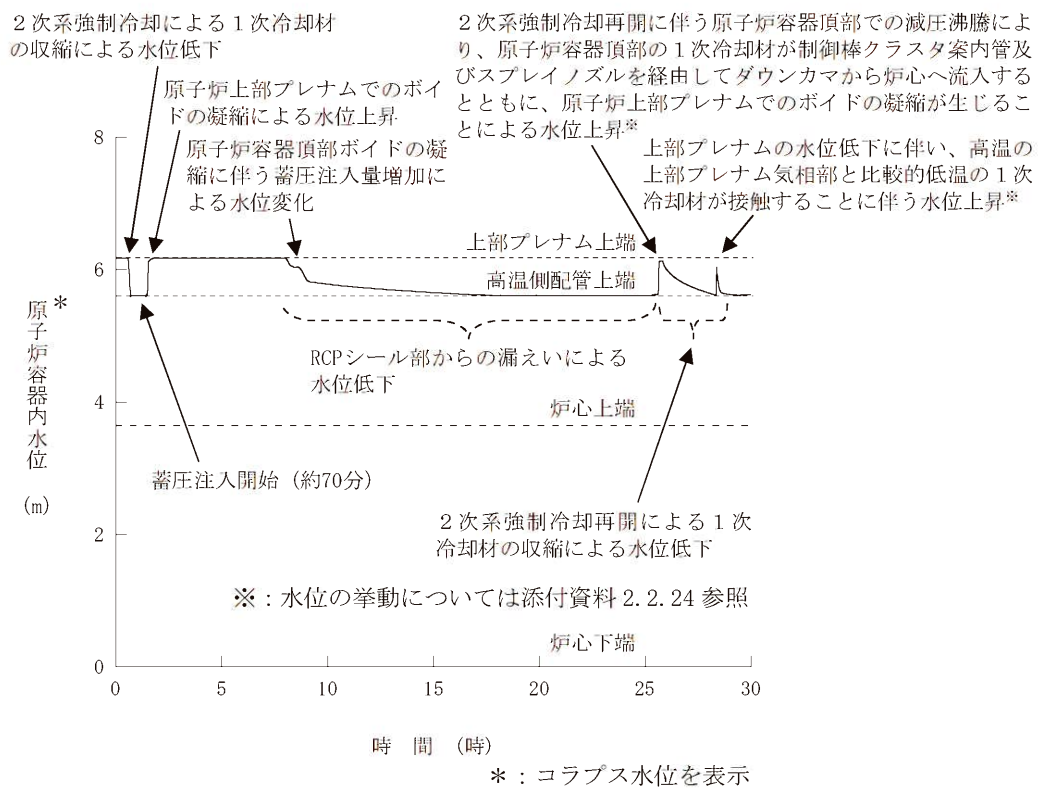 ２次系強制冷却による１次冷却材
の収縮による水位低下
原子炉上部プレナムでのボイ
ドの凝縮による水位上昇
原子炉容器頂部ボイドの凝
縮に伴う蓄圧注入量増加に
よる水位変化
２次系強制冷却再開に伴う原子炉容器頂部での減圧沸騰によ
り、原子炉容器頂部の１次冷却材が制御棒クラスタ案内管及
びスプレイノズルを経由してダウンカマから炉心へ流入する
とともに、原子炉上部プレナムでのボイドの凝縮が生じるこ
とによる水位上昇※
上部プレナムの水位低下に伴い、高温の
上部プレナム気相部と比較的低温の１次
冷却材が接触することに伴う水位上昇※
上部プレナム上端
高温側配管上端
RCPシール部からの漏えいによる
水位低下
炉心上端
蓄圧注入開始（約70分）
２次系強制冷却再開による１次
冷却材の収縮による水位低下
※：水位の挙動については添付資料2.2.24参照
炉心下端
原子炉容器内水位＊
(m)
8
6
4
2
0
0 5 10 15 20 25 30
時　間　(時)
＊：コラプス水位を表示